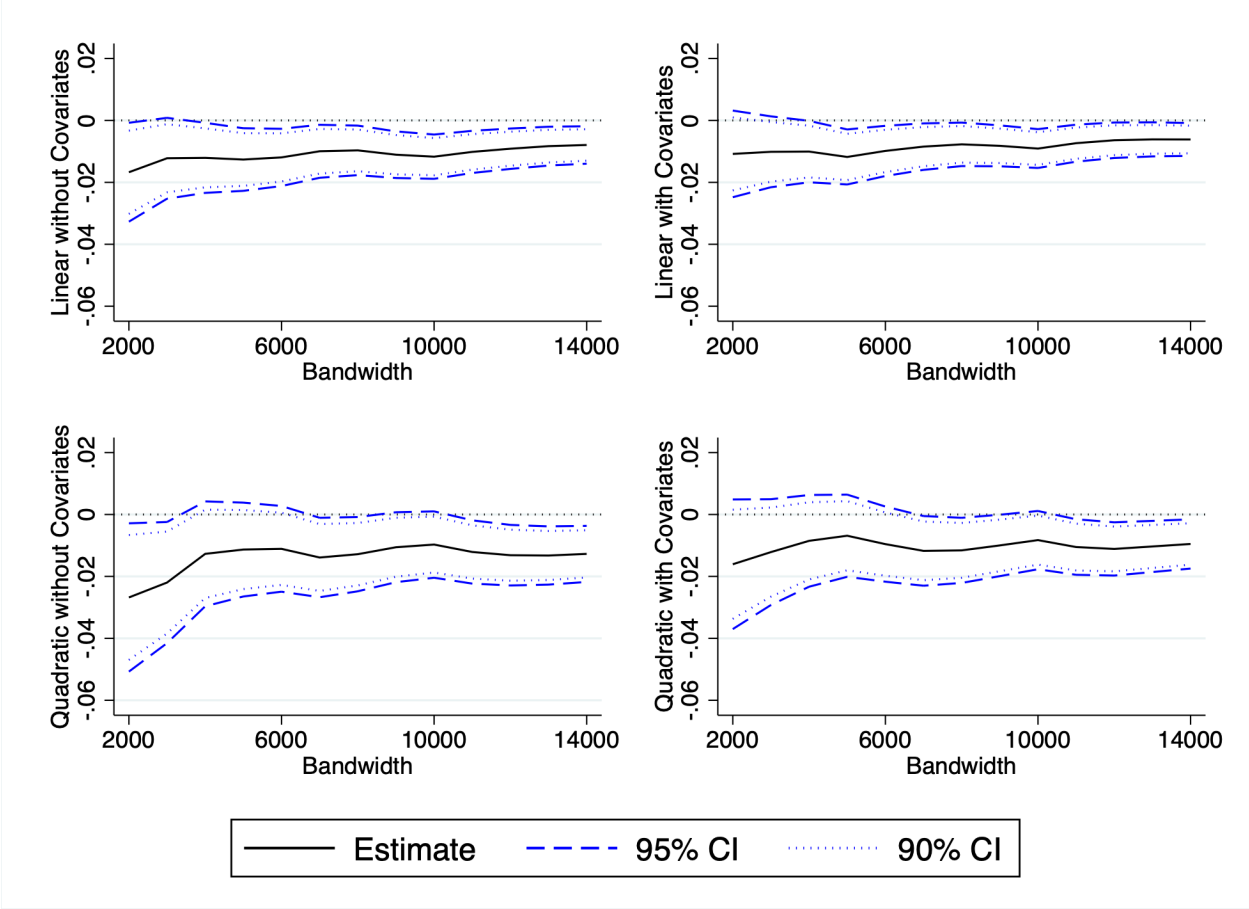 Linear without Covariates
.02
0
-.02
-.04
-.06
2000 6000 10000 14000
Bandwidth
Linear with Covariates
.02
0
-.02
-.04
-.06
2000 6000 10000 14000
Bandwidth
Quadratic without Covariates
.02
0
-.02
-.04
-.06
2000 6000 10000 14000
Bandwidth
Quadratic with Covariates
.02
0
-.02
-.04
-.06
2000 6000 10000 14000
Bandwidth
Estimate 95% CI 90% CI